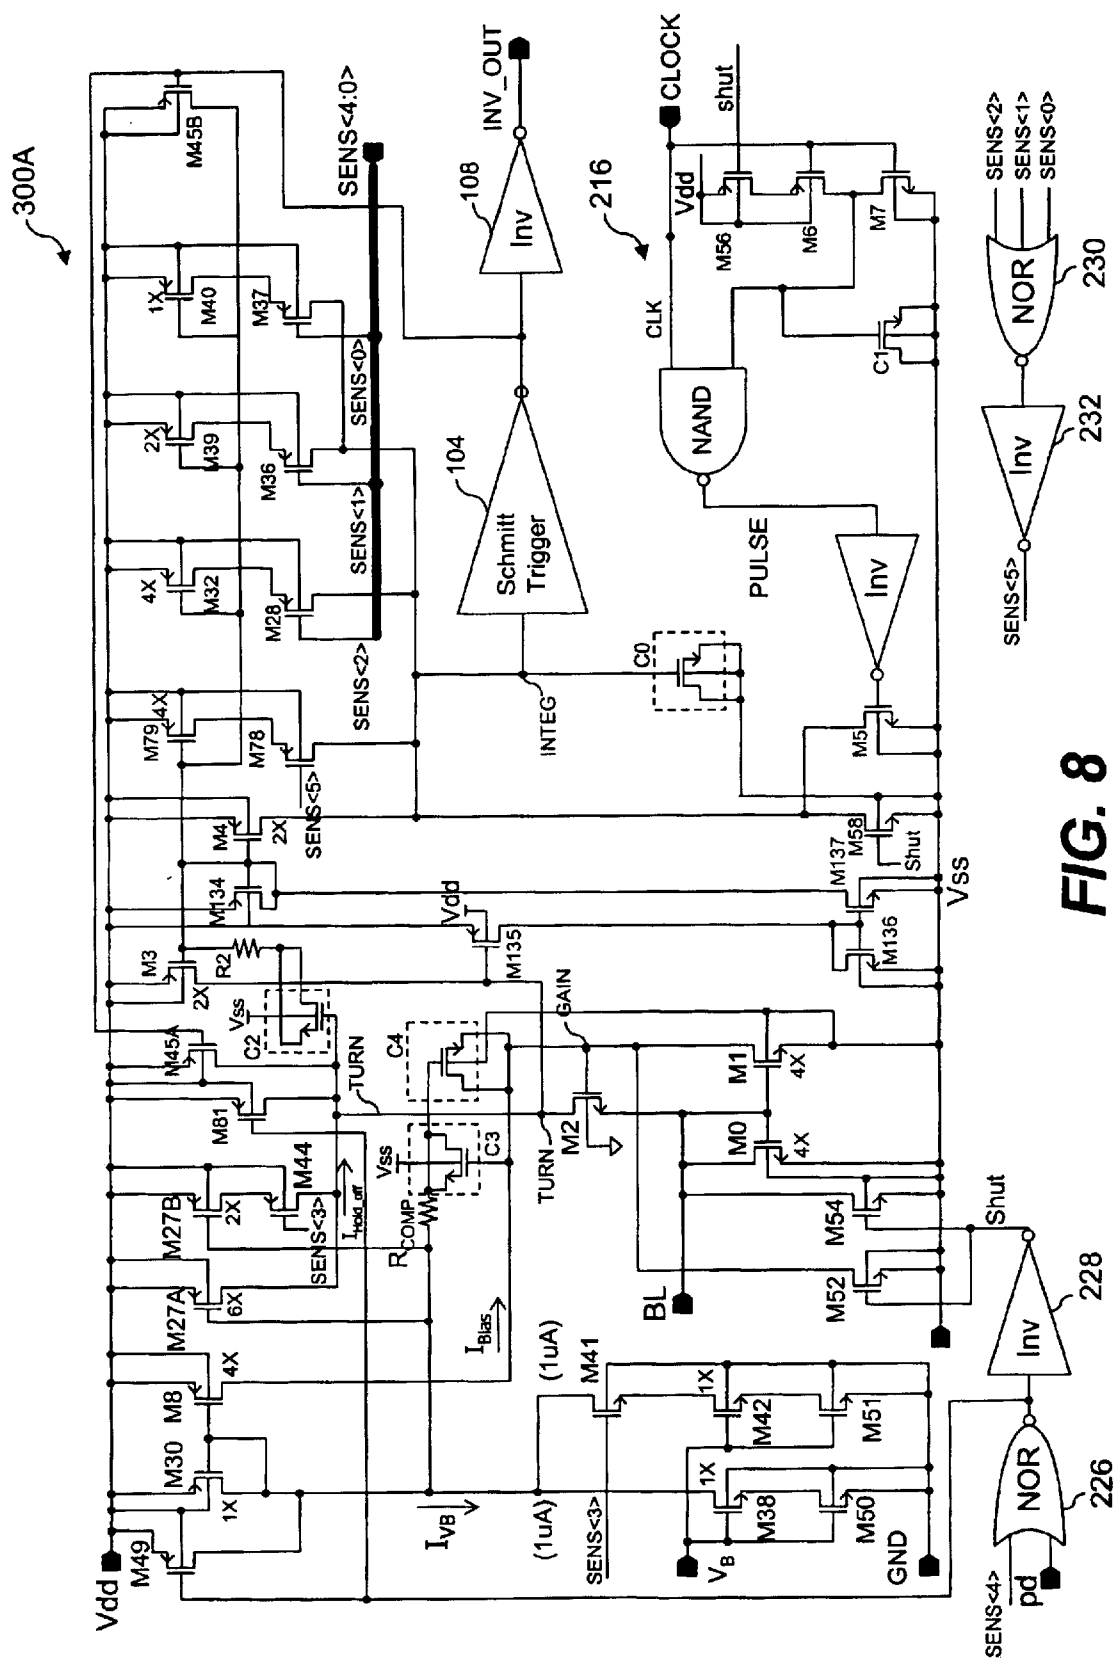 300A
Vdd
M49
M30
1X
M8
4X
M27A
6X
M27B
2X
M44
SENS<3>
I_Hold_off
M81
M45A
C2
Vss
R2
M3
2X
M134
M4
2X
SENS<5>
M79
4X
M78
4X
M32
M28
SENS<2>
2X
M39
M36
SENS<1>
1X
M40
M37
SENS<0>
M45B
SENS<4:0>
TURN
R_COMP
Vss
C3
C4
GAIN
Vdd
M135
INTEG
Schmitt
Trigger
104
Inv
108
INV_OUT
I_VB
I_Bias
(1uA)
(1uA)
M41
TURN
M2
C0
PULSE
NAND
CLK
216
CLOCK
shut
Vdd
M56
M6
M7
C1
SENS<3>
V_B
1X
M38
1X
M42
M50
M51
GND
BL
M52
M54
M0
4X
M1
4X
M136
M137
M58
Shut
M5
Inv
Vss
SENS<4>
pd
NOR
226
Inv
228
Shut
SENS<5>
Inv
232
NOR
230
SENS<2>
SENS<1>
SENS<0>
FIG. 8